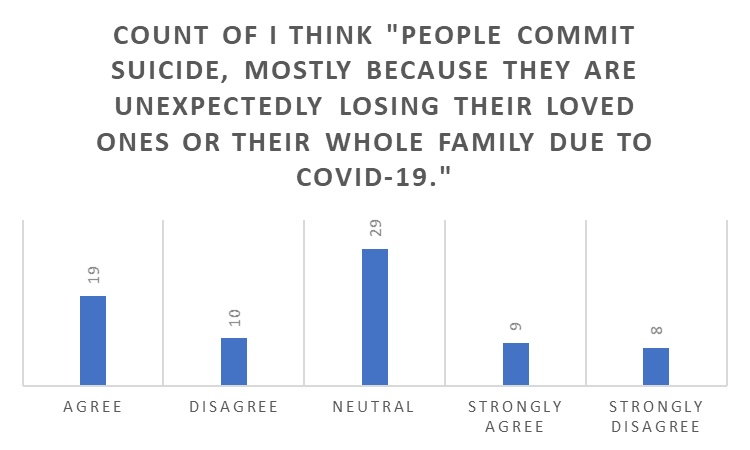 COUNT OF I THINK "PEOPLE COMMIT
SUICIDE, MOSTLY BECAUSE THEY ARE
UNEXPECTEDLY LOSING THEIR LOVED
ONES OR THEIR WHOLE FAMILY DUE TO
COVID-19."
19
10
29
9
8
AGREE
DISAGREE
NEUTRAL
STRONGLY
AGREE
STRONGLY
DISAGREE